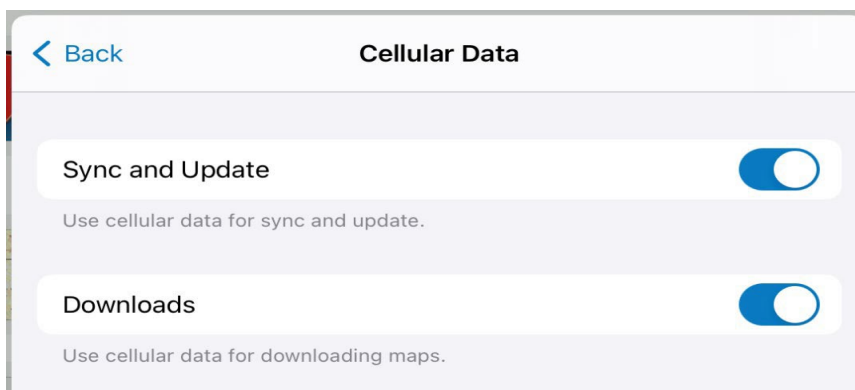 Back
Cellular Data
Sync and Update
Use cellular data for sync and update.
Downloads
Use cellular data for downloading maps.